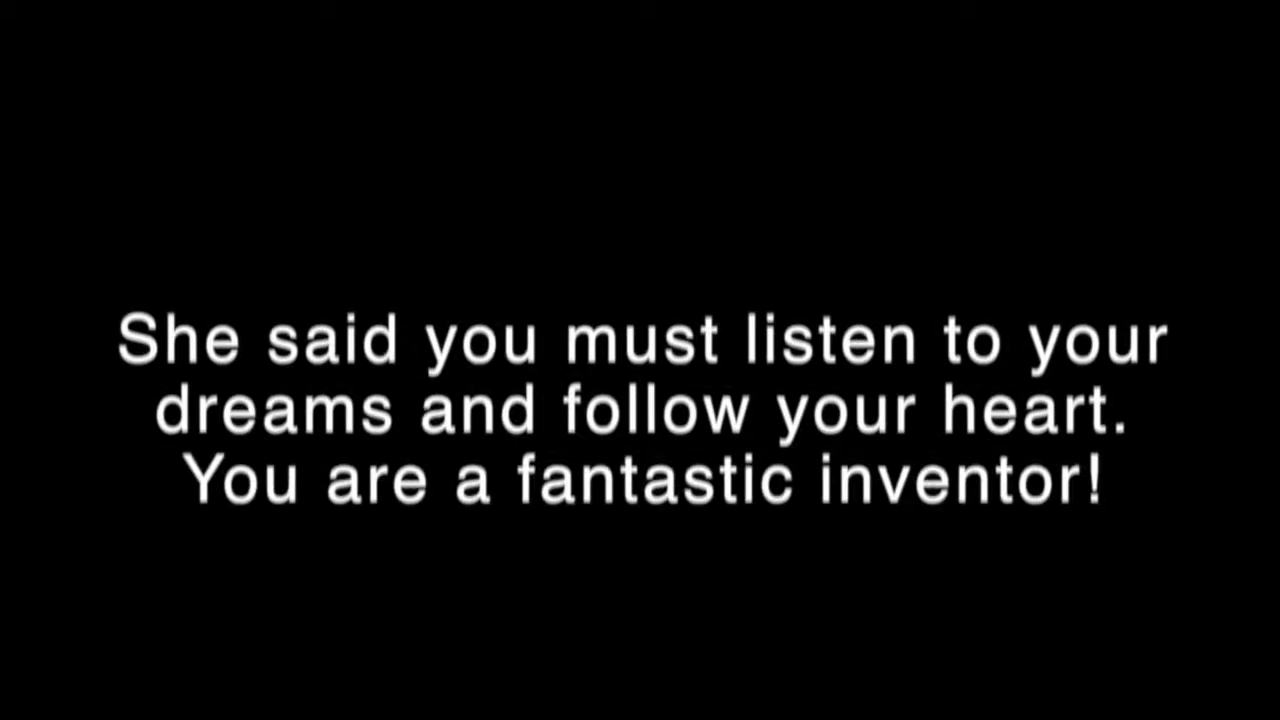 She said you must listen to your
dreams and follow your heart.
You are a fantastic inventor!